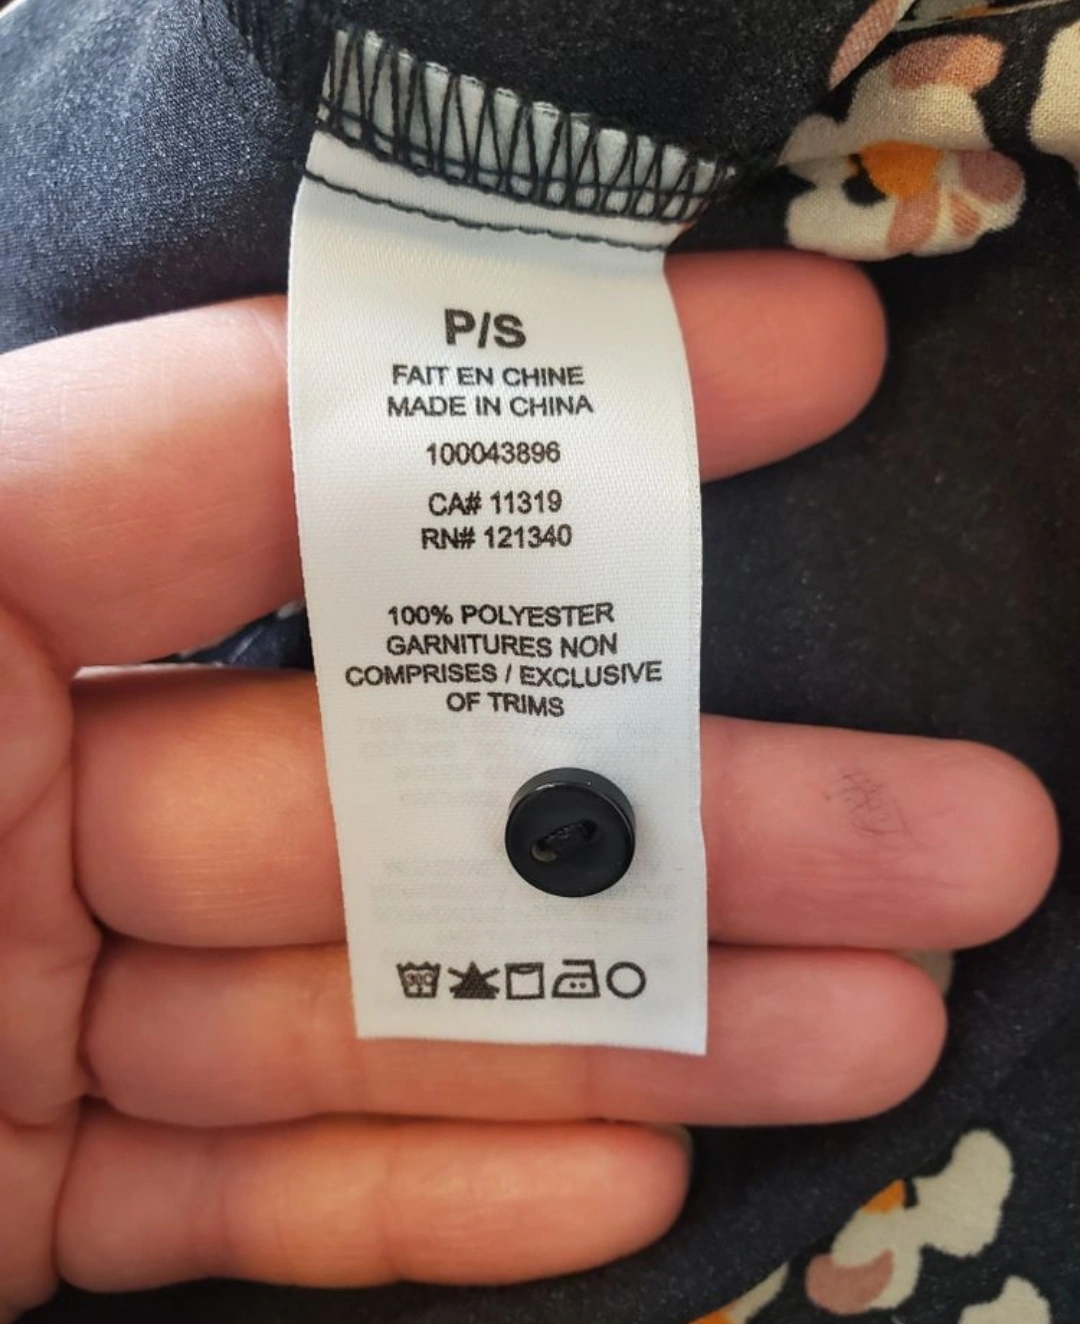 P/S
FAIT EN CHINE
MADE IN CHINA
100043896
CA# 11319
RN# 121340
100% POLYESTER
GARNITURES NON
COMPRISES / EXCLUSIVE
OF TRIMS